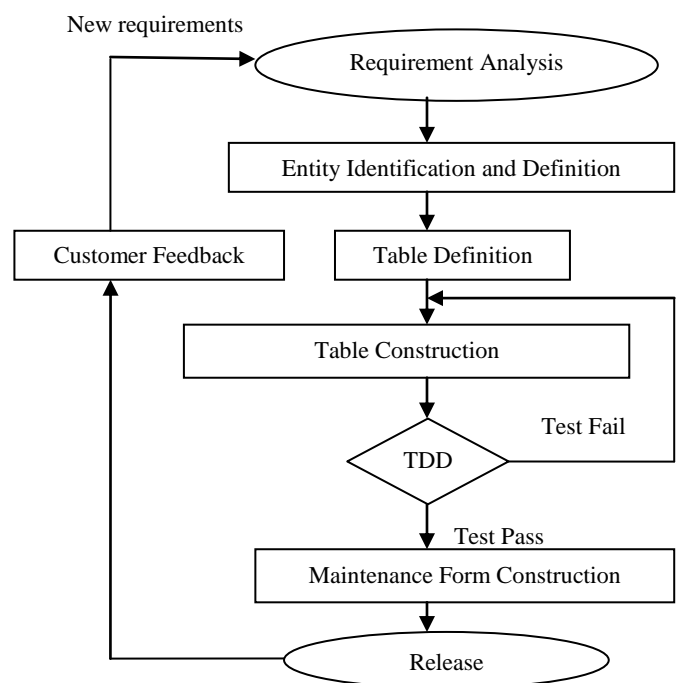 New requirements
Requirement Analysis
Entity Identification and Definition
Customer Feedback
Table Definition
Table Construction
Test Fail
TDD
Test Pass
Maintenance Form Construction
Release